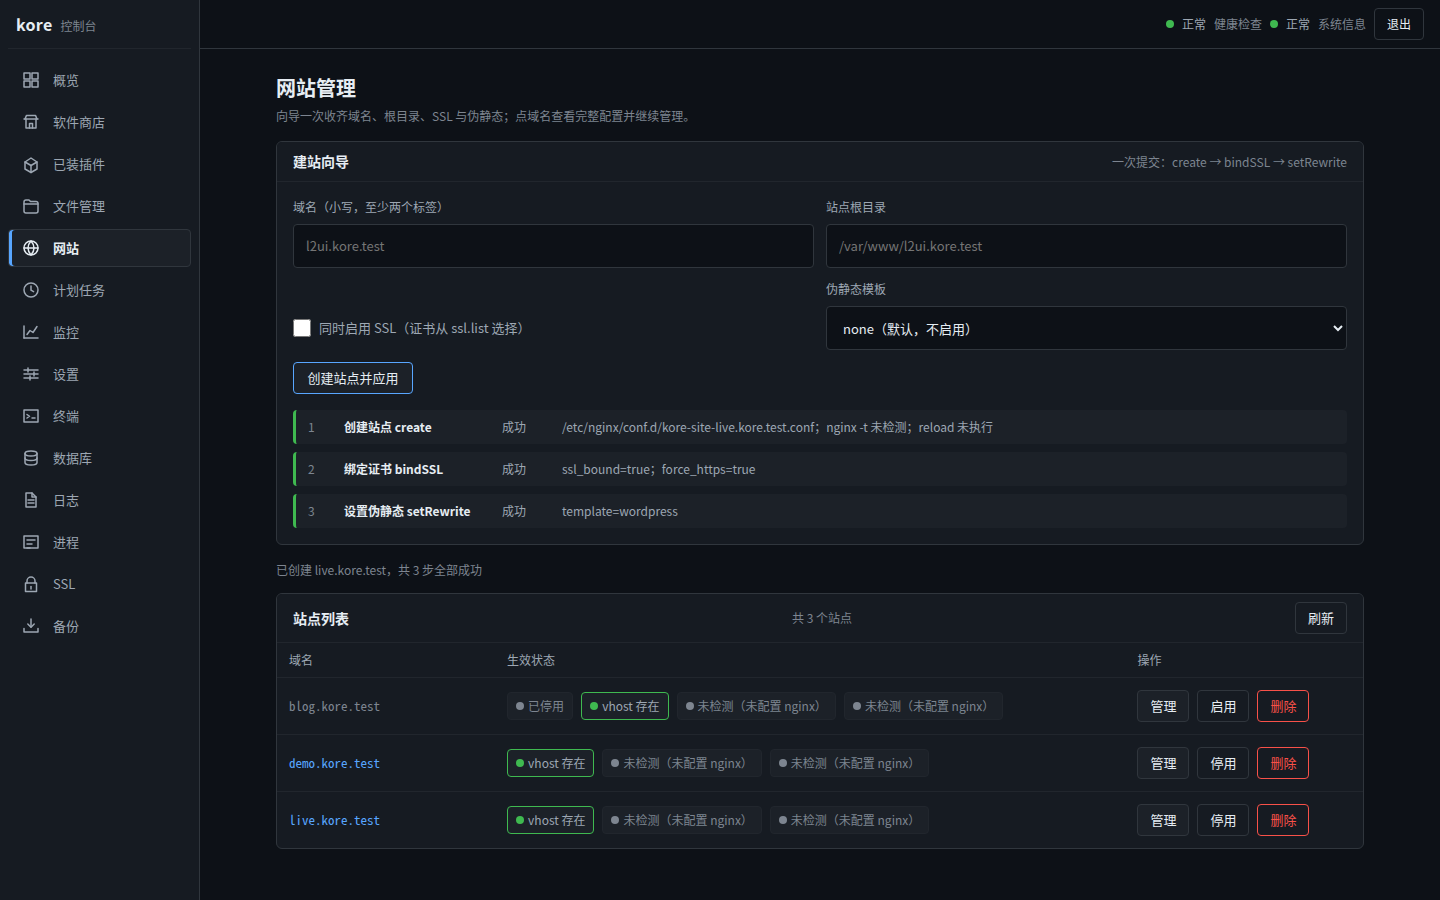 kore 控制台
正常 健康检查 正常 系统信息 退出
概览
软件商店
已装插件
文件管理
网站
计划任务
监控
设置
终端
数据库
日志
进程
SSL
备份
网站管理
向导一次收齐域名、根目录、SSL 与伪静态；点域名查看完整配置并继续管理。
建站向导 一次提交：create → bindSSL → setRewrite
域名（小写，至少两个标签） 站点根目录
l2ui.kore.test /var/www/l2ui.kore.test
伪静态模板
同时启用 SSL（证书从 ssl.list 选择） none（默认，不启用）
创建站点并应用
1 创建站点 create 成功 /etc/nginx/conf.d/kore-site-live.kore.test.conf；nginx -t 未检测；reload 未执行
2 绑定证书 bindSSL 成功 ssl_bound=true；force_https=true
3 设置伪静态 setRewrite 成功 template=wordpress
已创建 live.kore.test，共 3 步全部成功
站点列表 共 3 个站点 刷新
域名 生效状态 操作
blog.kore.test 已停用 vhost 存在 未检测（未配置 nginx） 未检测（未配置 nginx） 管理 启用 删除
demo.kore.test vhost 存在 未检测（未配置 nginx） 未检测（未配置 nginx） 管理 停用 删除
live.kore.test vhost 存在 未检测（未配置 nginx） 未检测（未配置 nginx） 管理 停用 删除